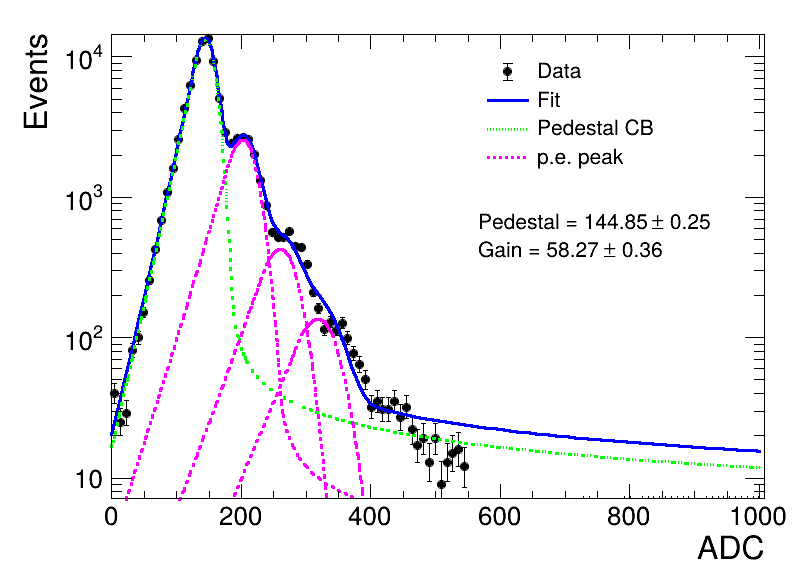 Events
10⁴
10³
10²
10
Data
Fit
Pedestal CB
p.e. peak
Pedestal = 144.85 ± 0.25
Gain = 58.27 ± 0.36
0 200 400 600 800 1000
ADC